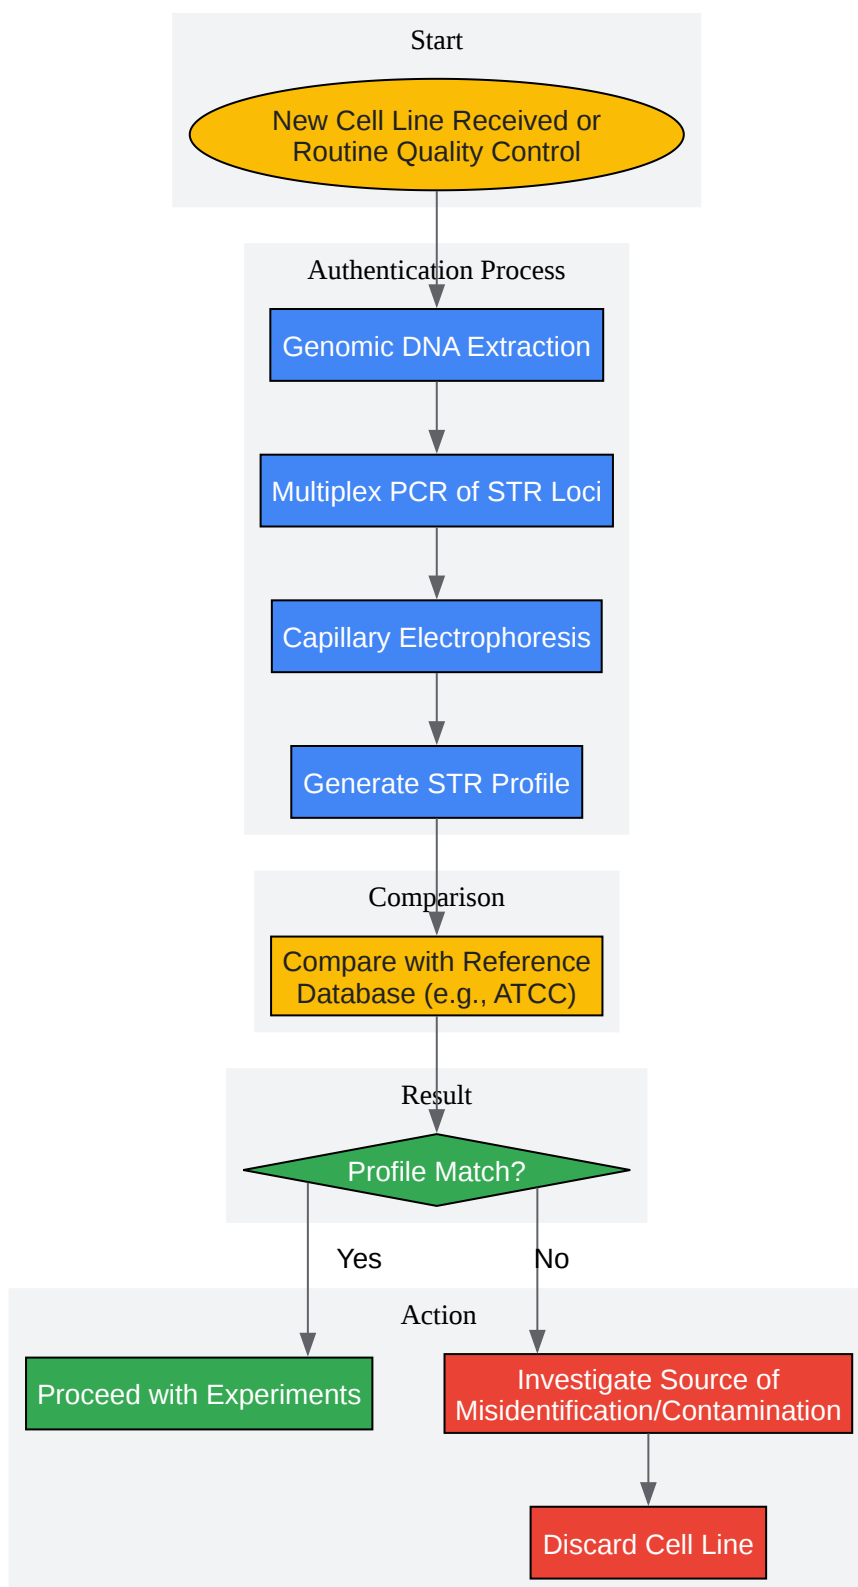 Start
New Cell Line Received or
Routine Quality Control
Authentication Process
Genomic DNA Extraction
Multiplex PCR of STR Loci
Capillary Electrophoresis
Generate STR Profile
Comparison
Compare with Reference
Database (e.g., ATCC)
Result
Profile Match?
Yes
No
Action
Proceed with Experiments
Investigate Source of
Misidentification/Contamination
Discard Cell Line